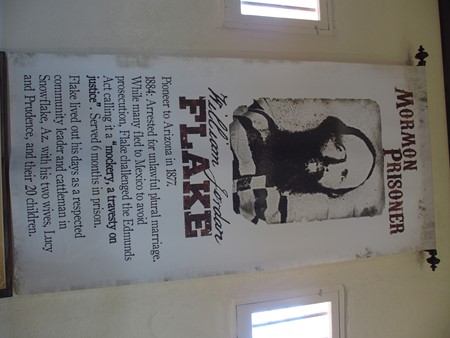 MORMON
PRISONER
William Jordan
FLAKE
Pioneer to Arizona in 1877.
1884: Arrested for unlawful plural marriage.
While many fled to Mexico to avoid
prosecution, Flake challenged the Edmunds
Act calling it a "mockery, a travesty on
justice". Served 6 months in prison.
Flake lived out his days as a respected
community leader and cattleman in
Snowflake, Az. with his two wives, Lucy
and Prudence, and their 20 children.